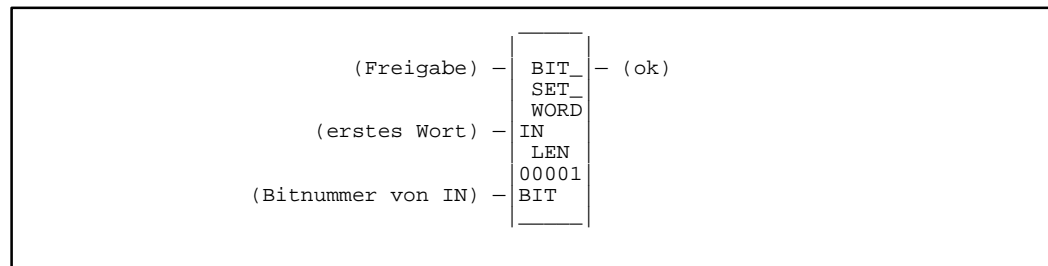 (Freigabe) BIT_ (ok)
SET_
WORD
(erstes Wort) IN
LEN
00001
(Bitnummer von IN) BIT